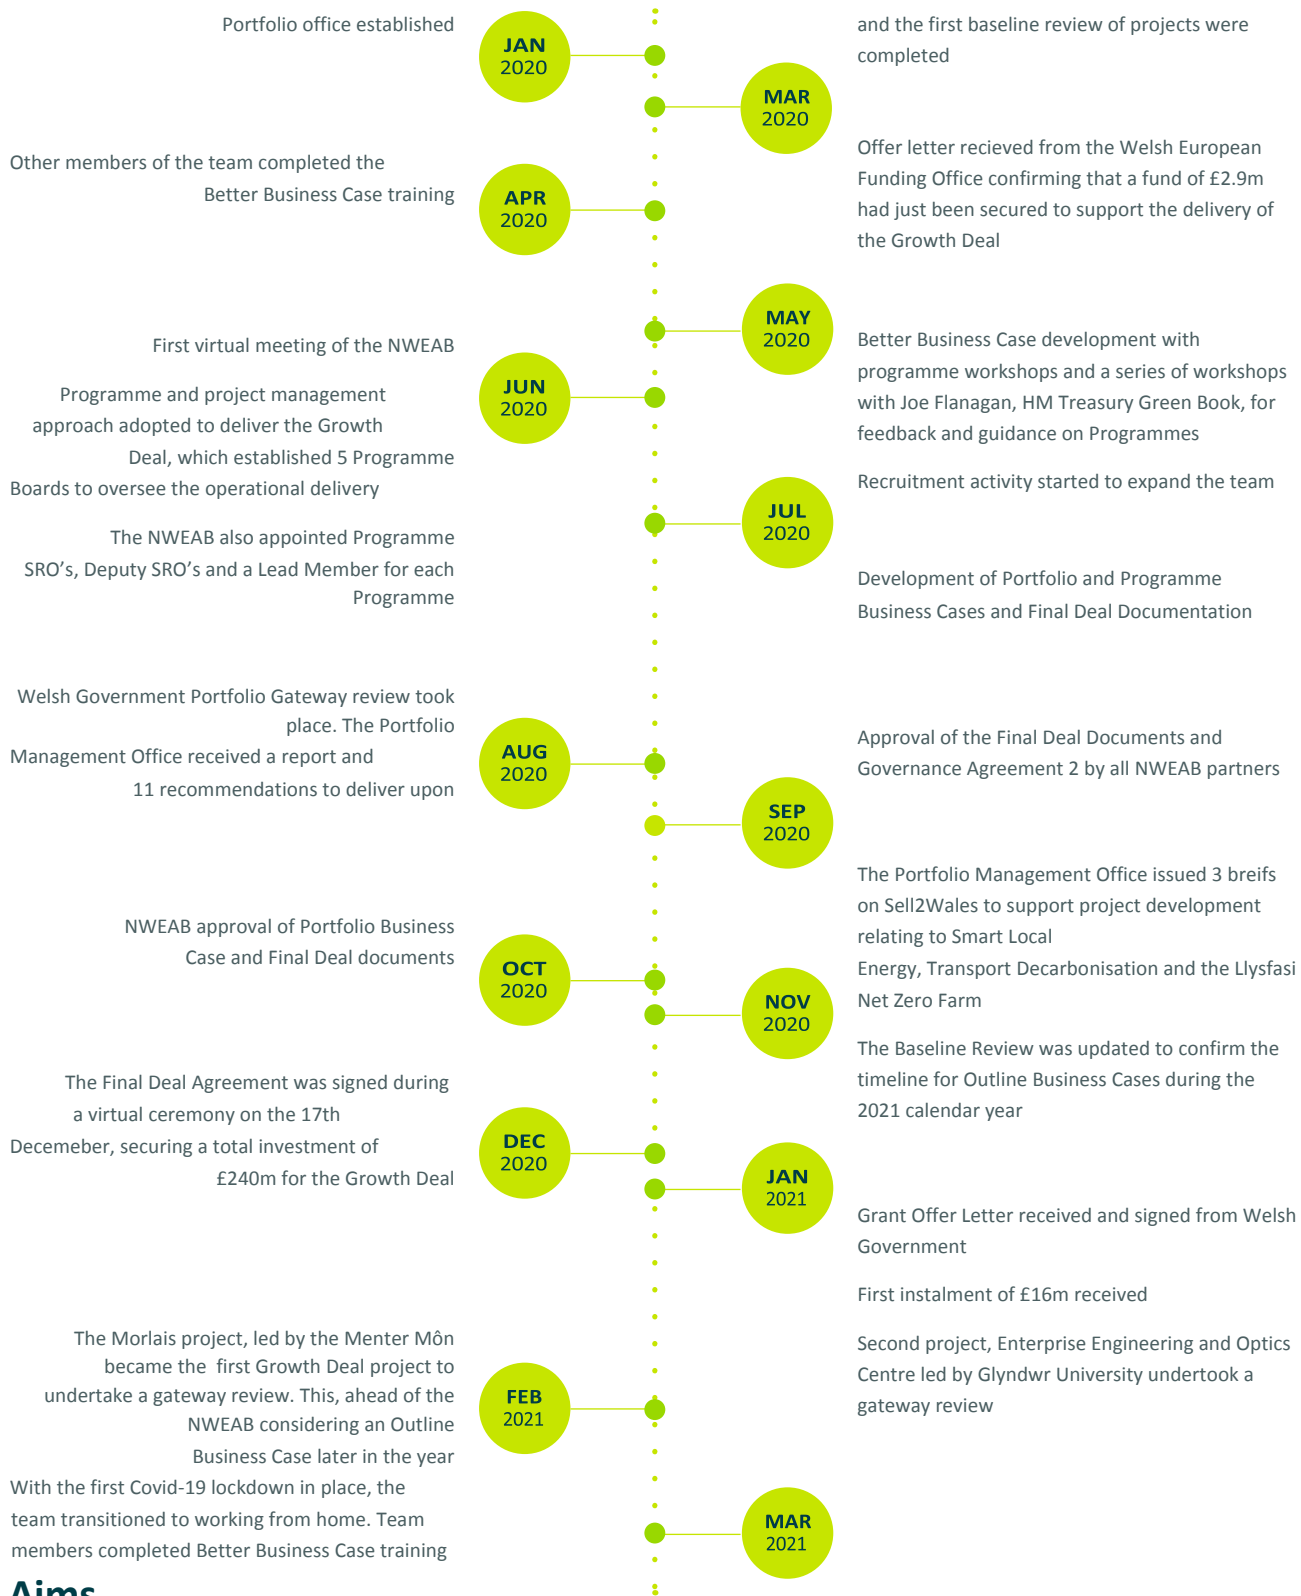 Portfolio office established
JAN
2020
and the first baseline review of projects were
completed
MAR
2020
Other members of the team completed the
Better Business Case training
APR
2020
Offer letter recieved from the Welsh European
Funding Office confirming that a fund of £2.9m
had just been secured to support the delivery of
the Growth Deal
MAY
2020
Better Business Case development with
programme workshops and a series of workshops
with Joe Flanagan, HM Treasury Green Book, for
feedback and guidance on Programmes
First virtual meeting of the NWEAB
Programme and project management
approach adopted to deliver the Growth
Deal, which established 5 Programme
Boards to oversee the operational delivery
The NWEAB also appointed Programme
SRO's, Deputy SRO's and a Lead Member for each
Programme
JUN
2020
Recruitment activity started to expand the team
JUL
2020
Development of Portfolio and Programme
Business Cases and Final Deal Documentation
Welsh Government Portfolio Gateway review took
place. The Portfolio
Management Office received a report and
11 recommendations to deliver upon
AUG
2020
Approval of the Final Deal Documents and
Governance Agreement 2 by all NWEAB partners
SEP
2020
NWEAB approval of Portfolio Business
Case and Final Deal documents
OCT
2020
The Portfolio Management Office issued 3 breifs
on Sell2Wales to support project development
relating to Smart Local
Energy, Transport Decarbonisation and the Llysfasi
Net Zero Farm
NOV
2020
The Baseline Review was updated to confirm the
timeline for Outline Business Cases during the
2021 calendar year
The Final Deal Agreement was signed during
a virtual ceremony on the 17th
Decemeber, securing a total investment of
£240m for the Growth Deal
DEC
2020
JAN
2021
Grant Offer Letter received and signed from Welsh
Government
First instalment of £16m received
The Morlais project, led by the Menter Môn
became the first Growth Deal project to
undertake a gateway review. This, ahead of the
NWEAB considering an Outline
Business Case later in the year
FEB
2021
Second project, Enterprise Engineering and Optics
Centre led by Glyndwr University undertook a
gateway review
With the first Covid-19 lockdown in place, the
team transitioned to working from home. Team
members completed Better Business Case training
MAR
2021
Aims